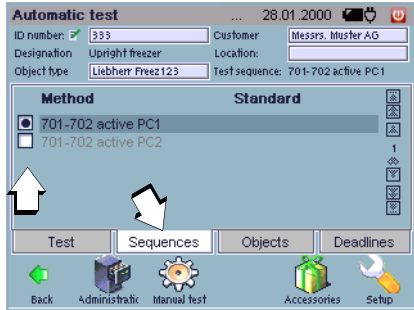 Automatic test ... 28.01.2000
ID number: 333 Customer Messrs. Muster AG
Designation Upright freezer Location:
Object type Liebherr Freez123 Test sequence: 701-702 active PC1
Method Standard
701-702 active PC1
701-702 active PC2
1
Test Sequences Objects Deadlines
Back Administratic Manual test Accessories Setup